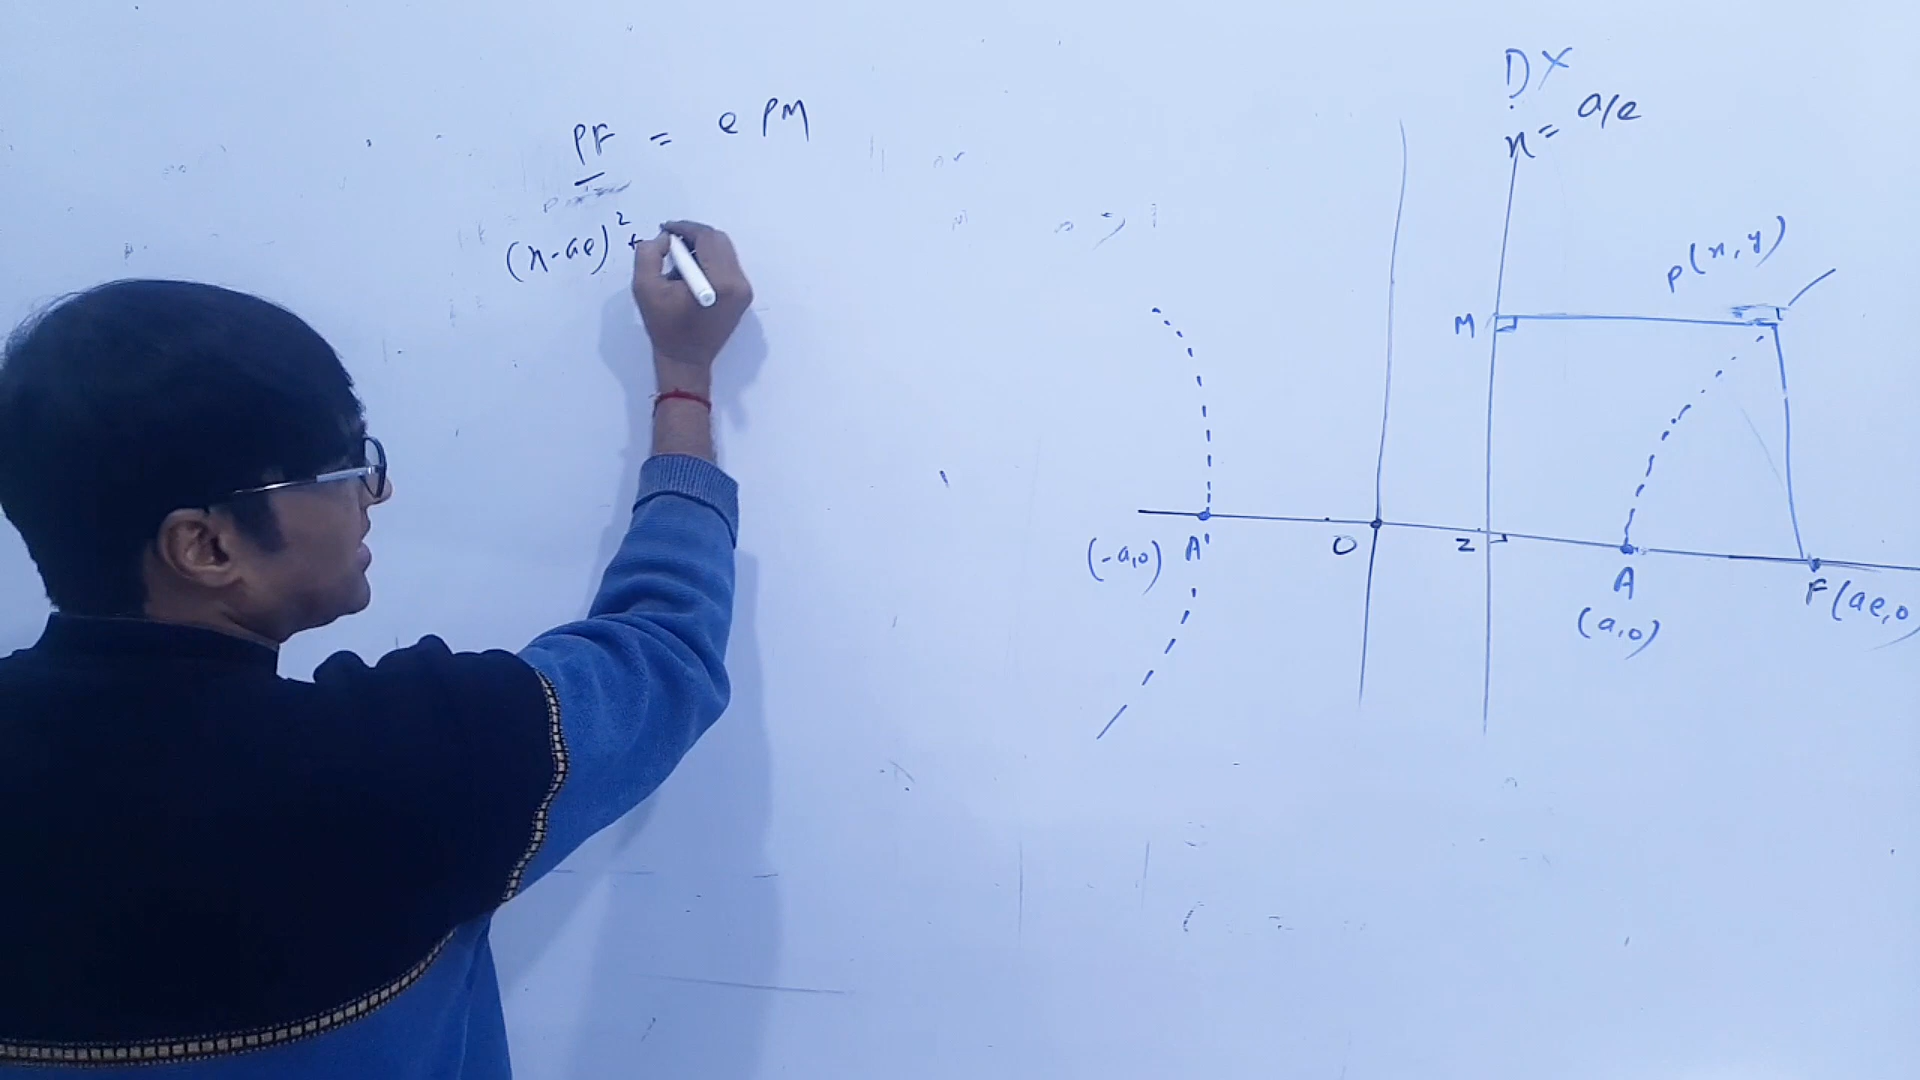 PF = e PM
(x-ae)² +
Dx
x = a/e
P(x, y)
M
(-a,0) A'
O
Z
A
(a,0)
F(ae,0)